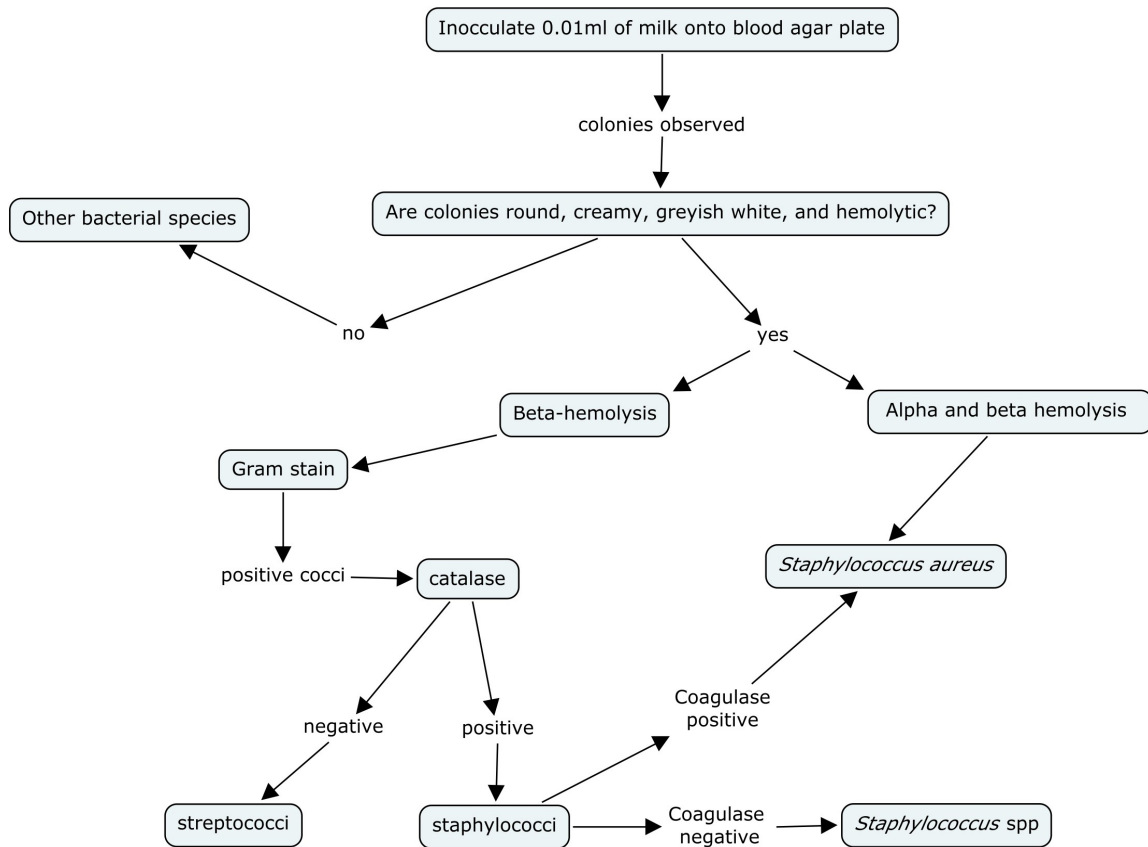 Inocculate 0.01ml of milk onto blood agar plate
colonies observed
Are colonies round, creamy, greyish white, and hemolytic?
Other bacterial species
no
yes
Beta-hemolysis
Alpha and beta hemolysis
Gram stain
positive cocci
catalase
Staphylococcus aureus
negative
positive
Coagulase
positive
streptococci
staphylococci
Coagulase
negative
Staphylococcus spp